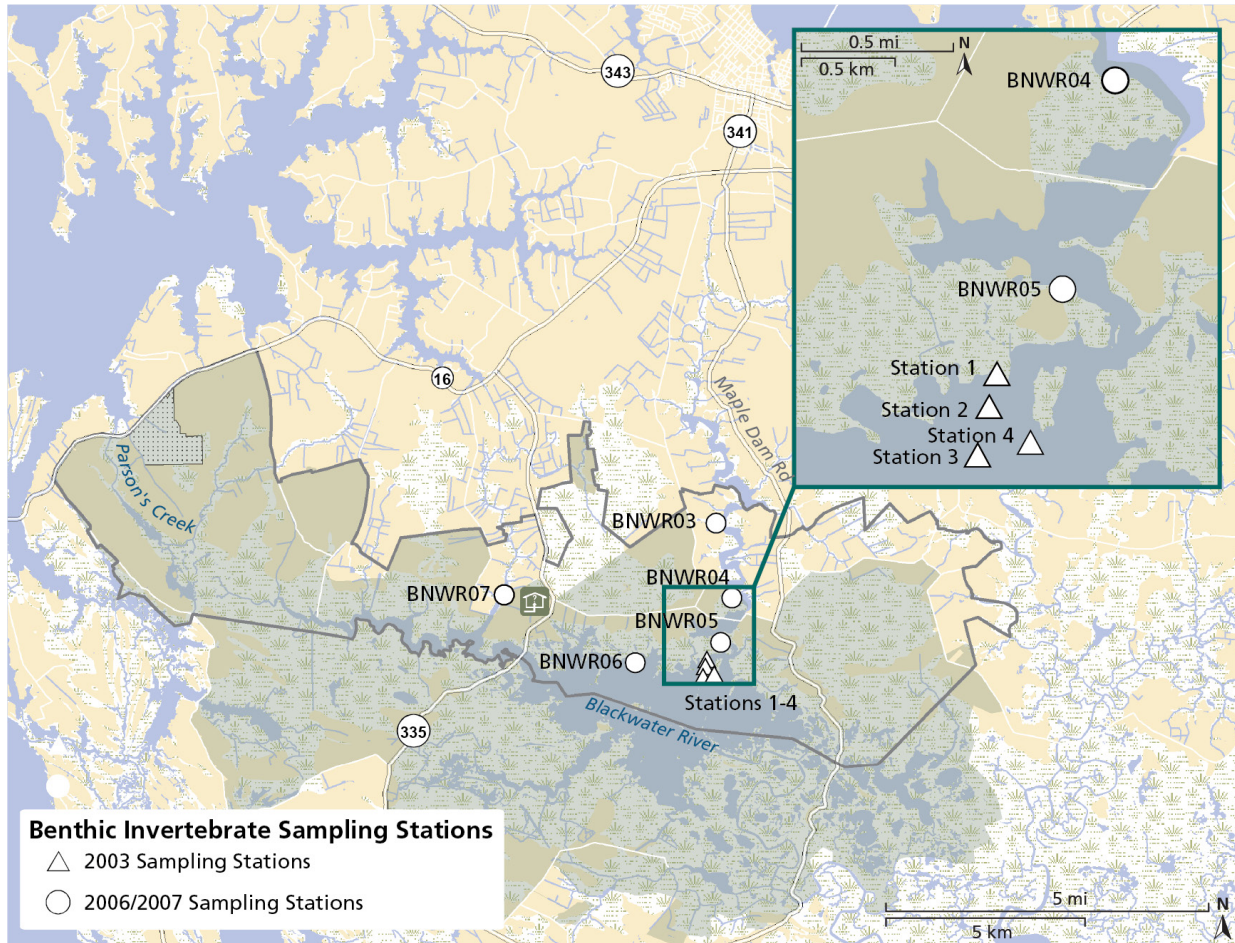 343
341
0.5 mi
N
0.5 km
BNWR04
BNWR05
Station 1
Station 2
Station 4
Station 3
16
Maple Dam Rd
Parson's Creek
BNWR03
BNWR04
BNWR07
BNWR05
BNWR06
Stations 1-4
Blackwater River
335
Benthic Invertebrate Sampling Stations
2003 Sampling Stations
2006/2007 Sampling Stations
5 mi
N
5 km